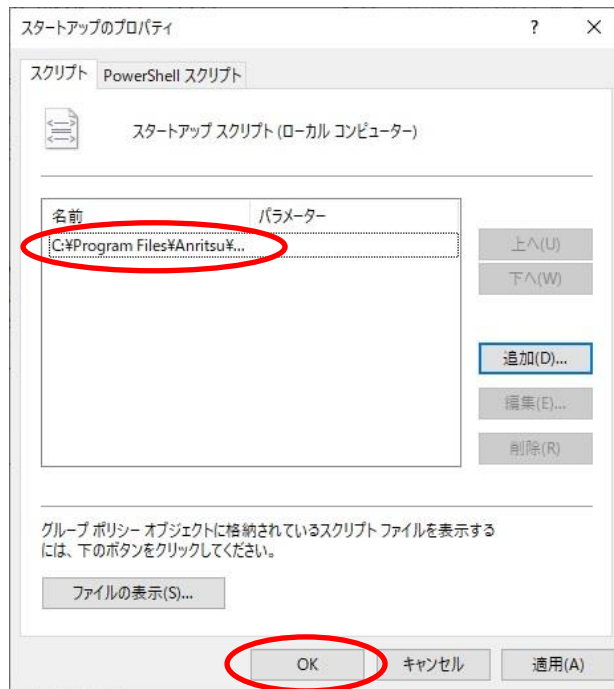 スタートアップのプロパティ ? ×
スクリプト PowerShell スクリプト
スタートアップ スクリプト (ローカル コンピューター)
名前 パラメーター
C:¥Program Files¥Anritsu¥...
上へ(U)
下へ(W)
追加(D)...
編集(E)...
削除(R)
グループ ポリシー オブジェクトに格納されているスクリプト ファイルを表示する
には、下のボタンをクリックしてください。
ファイルの表示(S)...
OK キャンセル 適用(A)